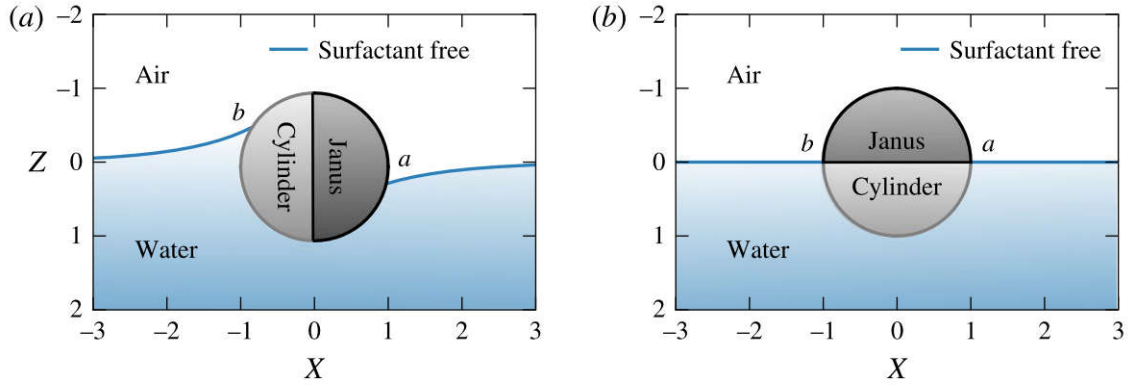 (a)
–2
Surfactant free
Air
–1
b
Cylinder
Janus
a
Z
0
1
Water
2
–3
–2
–1
0
1
2
3
X
(b)
–2
Surfactant free
Air
–1
b
Janus
a
0
Cylinder
1
Water
2
–3
–2
–1
0
1
2
3
X